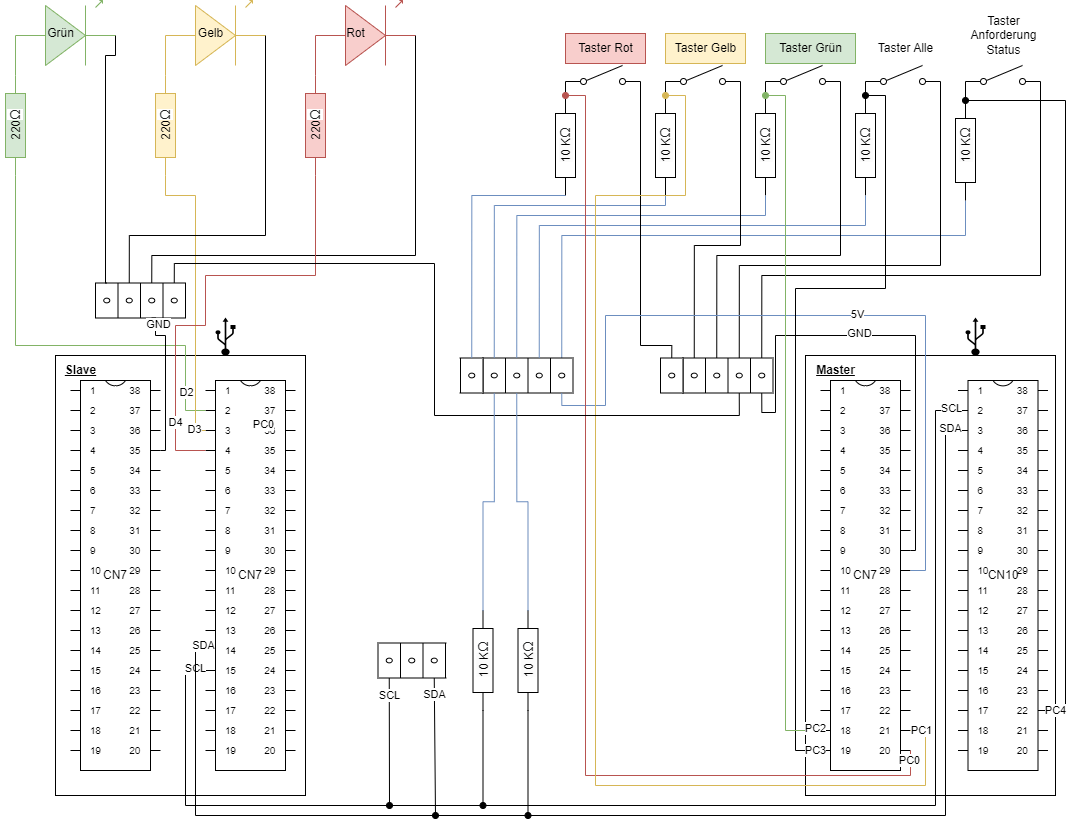 Grün
Gelb
Rot
220Ω
220Ω
220Ω
Taster Rot
Taster Gelb
Taster Grün
Taster Alle
Taster
Anforderung
Status
10 KΩ
10 KΩ
10 KΩ
10 KΩ
10 KΩ
GND
5V
GND
Slave
Master
D2
D4
D3
PC0
SCL
SDA
1 38
2 37
3 36
4 35
5 34
6 33
7 32
8 31
9 30
10 29
CN7
11 28
12 27
13 26
14 25
15 24
16 23
17 22
18 21
19 20
1 38
2 37
3
4 35
5 34
6 33
7 32
8 31
9 30
10 29
CN7
11 28
12 27
13 26
14 25
15 24
16 23
17 22
18 21
19 20
SDA
SCL
SCL
SDA
10 KΩ
10 KΩ
1 38
2 37
3 36
4 35
5 34
6 33
7 32
8 31
9 30
10 29
CN7
11 28
12 27
13 26
14 25
15 24
16 23
17 22
18 21
19 20
PC2
PC3
PC1
PC0
1 38
2 37
3 36
4 35
5 34
6 33
7 32
8 31
9 30
10 29
CN10
11 28
12 27
13 26
14 25
15 24
16 23
17 22
18 21
19 20
PC4